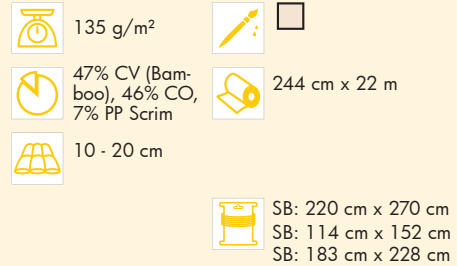 135 g/m²
47% CV (Bam-
boo), 46% CO,
7% PP Scrim
244 cm x 22 m
10 - 20 cm
SB: 220 cm x 270 cm
SB: 114 cm x 152 cm
SB: 183 cm x 228 cm